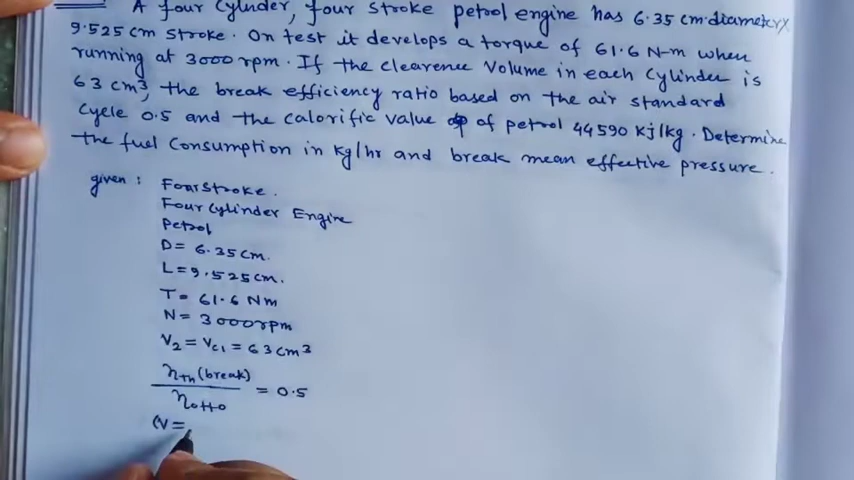 A four cylinder, four stroke petrol engine has 6.35 cm diameter x
9.525 cm stroke. On test it develops a torque of 61.6 N-m when
running at 3000 rpm. If the clearence volume in each cylinder is
63 cm3, the break efficiency ratio based on the air standard
cycle 0.5 and the calorific value of petrol 44590 kj/kg. Determine
the fuel consumption in kg/hr and break mean effective pressure.
given: Four Stroke.
Four Cylinder Engine
Petrol
D= 6.35 cm.
L= 9.525 cm.
T= 61.6 Nm
N= 3000 rpm
V2 = Vc1 = 63 cm3
ηTh (break)
= 0.5
ηotto
CV=